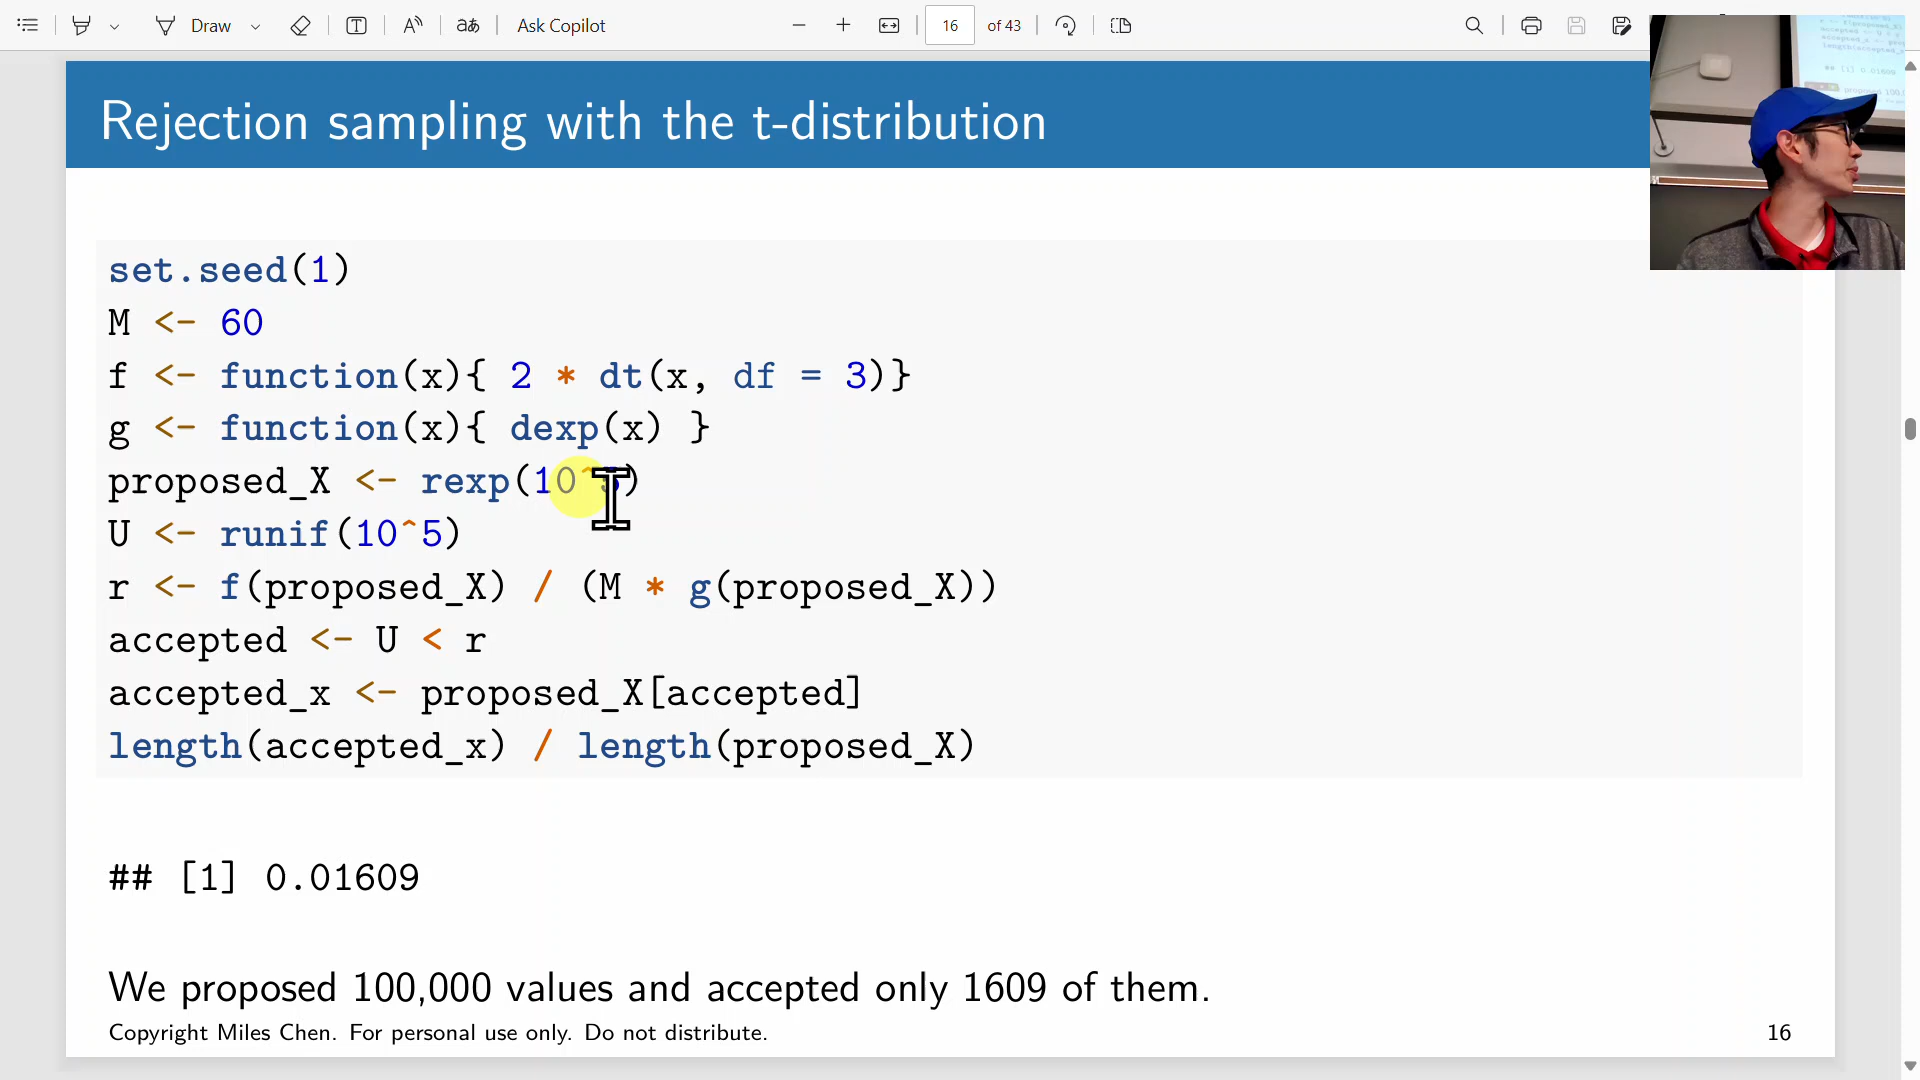 Draw
Ask Copilot
16 of 43
Rejection sampling with the t-distribution
set.seed(1)
M <- 60
f <- function(x){ 2 * dt(x, df = 3)}
g <- function(x){ dexp(x) }
proposed_X <- rexp(10^5)
U <- runif(10^5)
r <- f(proposed_X) / (M * g(proposed_X))
accepted <- U < r
accepted_x <- proposed_X[accepted]
length(accepted_x) / length(proposed_X)
## [1] 0.01609
We proposed 100,000 values and accepted only 1609 of them.
Copyright Miles Chen. For personal use only. Do not distribute.
16